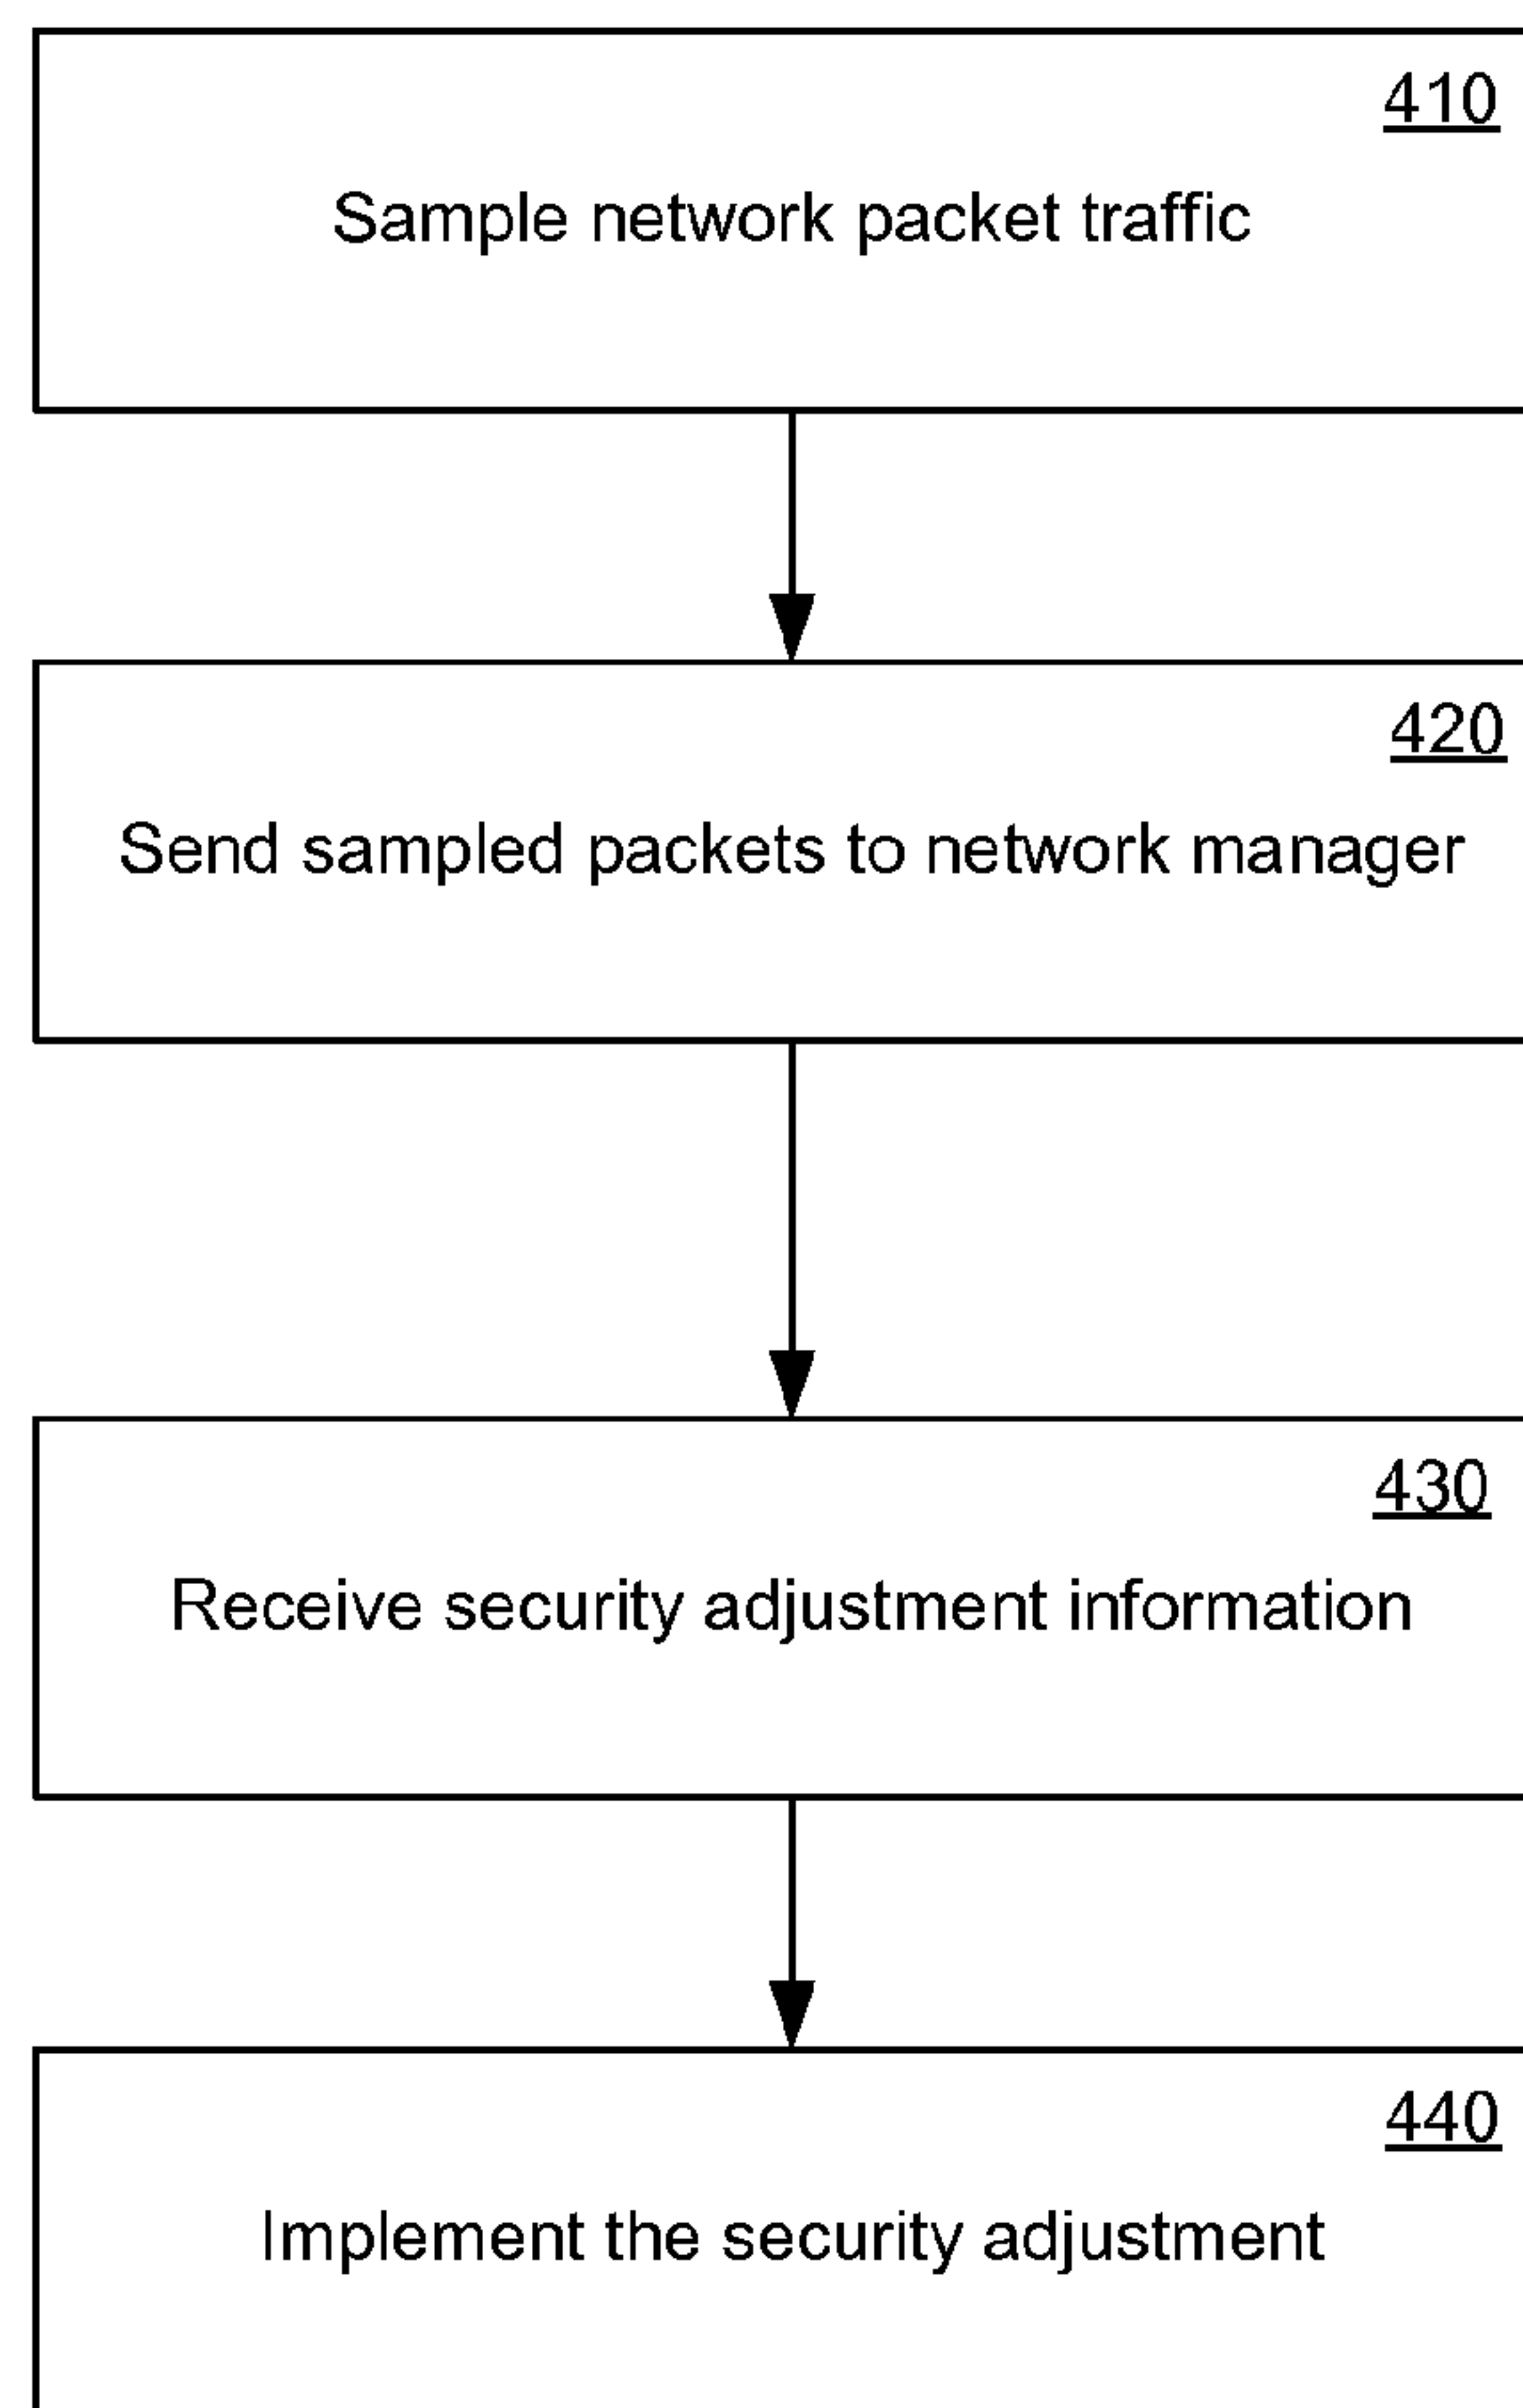 410
Sample network packet traffic
420
Send sampled packets to network manager
430
Receive security adjustment information
440
Implement the security adjustment